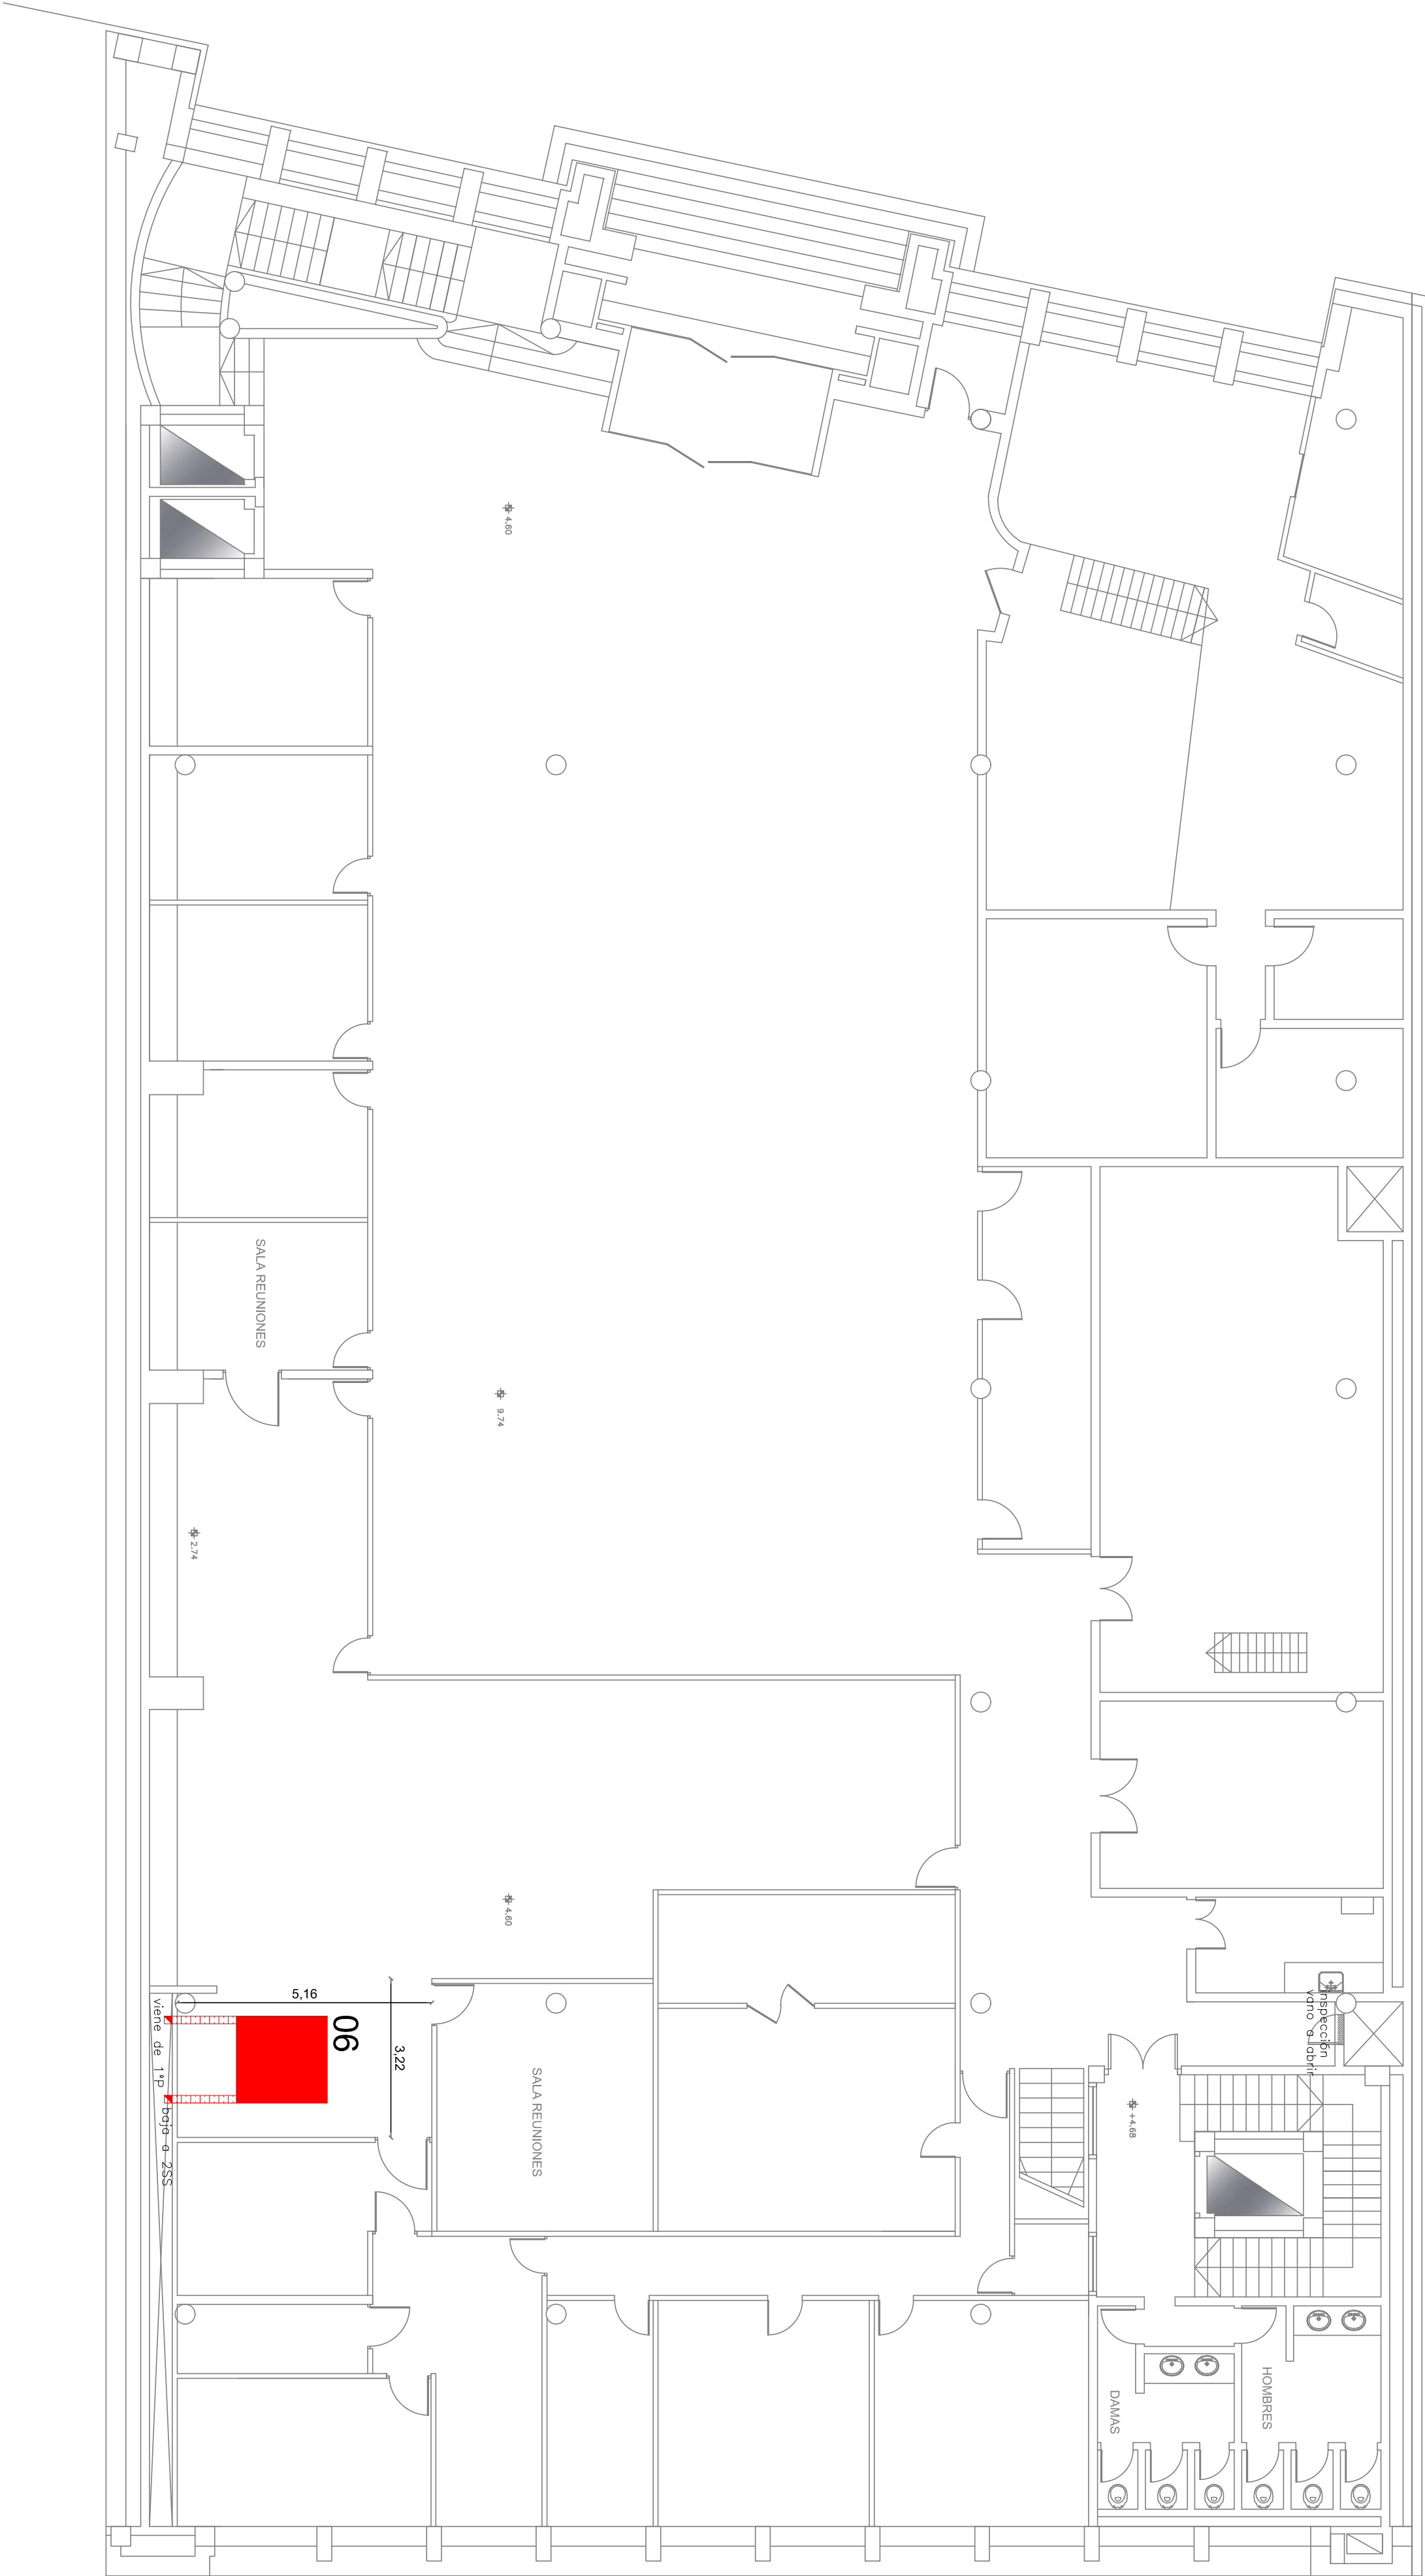 4.60
SALA REUNIONES
9.74
2.74
4.60
5,16
06
3,22
viene de 1ªP
baja a 2SS
SALA REUNIONES
inspección
vano a abrir
+4,68
HOMBRES
DAMAS